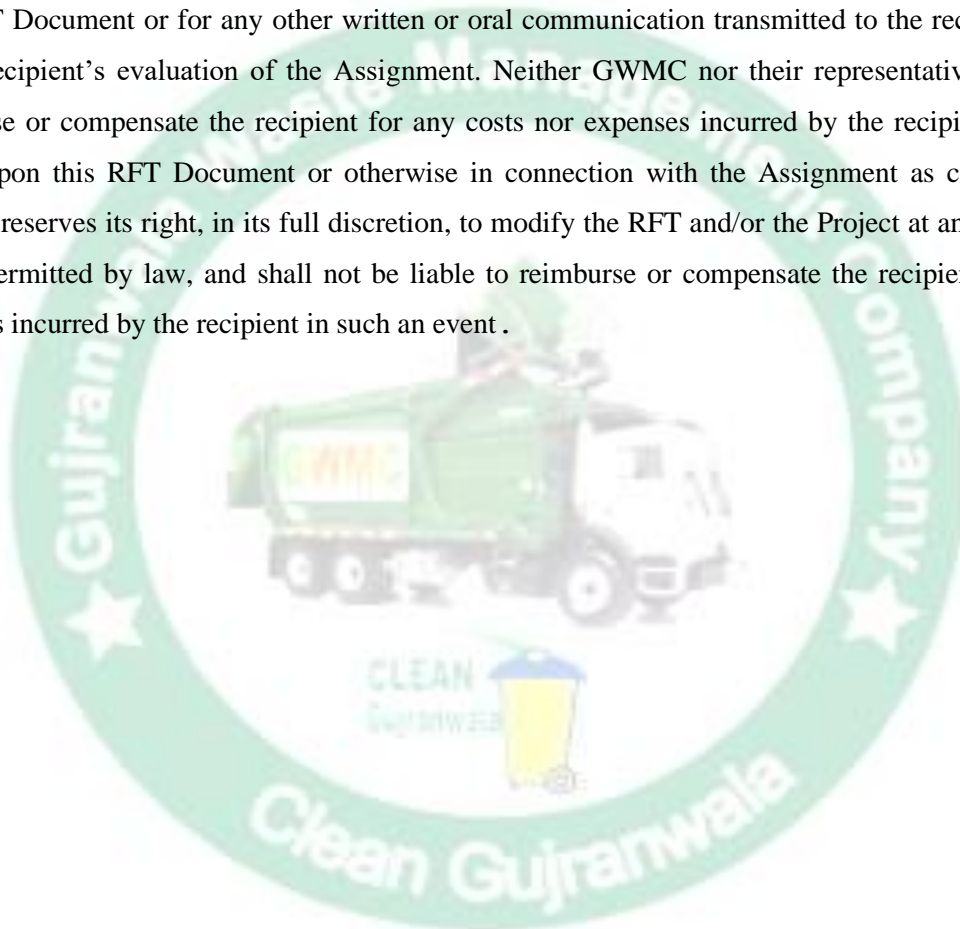 Document or for any other written or oral communication transmitted to the
ecipient’s evaluation of the Assignment. Neither GWMC nor their representativ
se or compensate the recipient for any costs nor expenses incurred by the recipi
pon this RFT Document or otherwise in connection with the Assignment as c
reserves its right, in its full discretion, to modify the RFT and/or the Project at an
ermitted by law, and shall not be liable to reimburse or compensate the recipie
s incurred by the recipient in such an event.
Gujranwala Waste Management Company
GWMC
CLEAN
Gujranwala
Clean Gujranwala